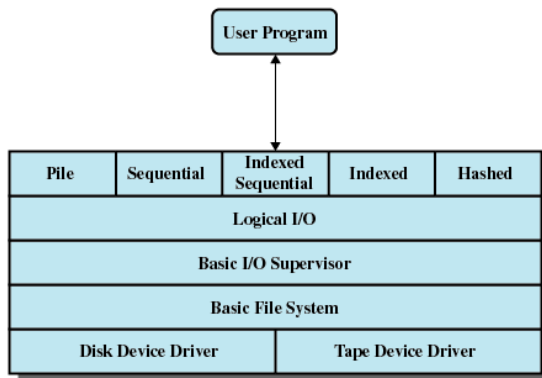 User Program
Pile Sequential Indexed Sequential Indexed Hashed
Logical I/O
Basic I/O Supervisor
Basic File System
Disk Device Driver Tape Device Driver